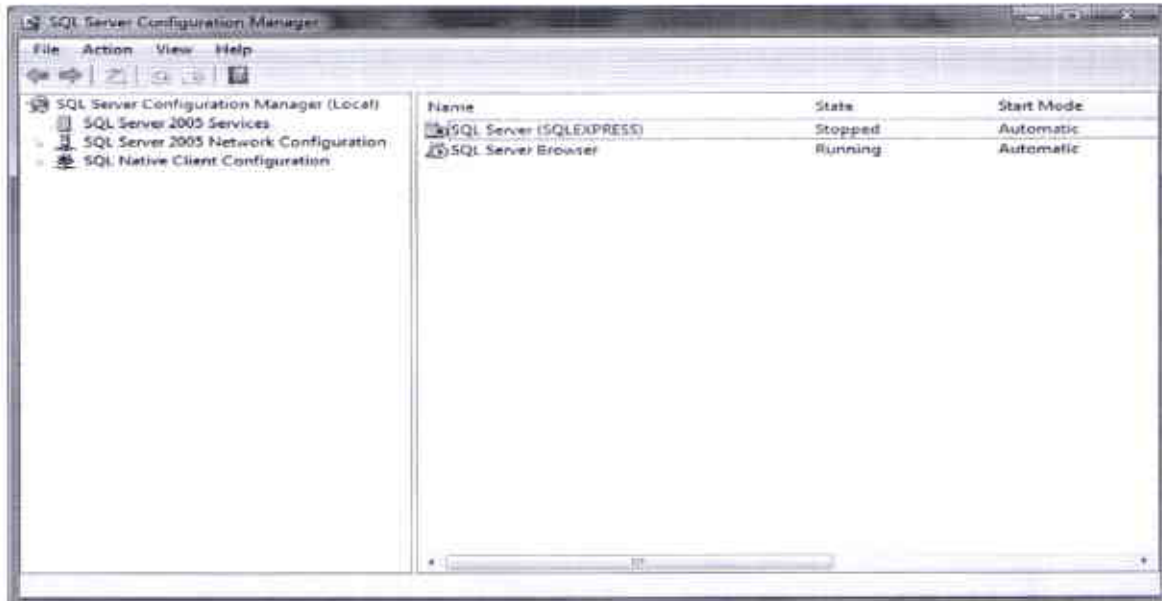 SQL Server Configuration Manager
File Action View Help
SQL Server Configuration Manager (Local)
SQL Server 2005 Services
SQL Server 2005 Network Configuration
SQL Native Client Configuration
Name State Start Mode
SQL Server (SQLEXPRESS) Stopped Automatic
SQL Server Browser Running Automatic